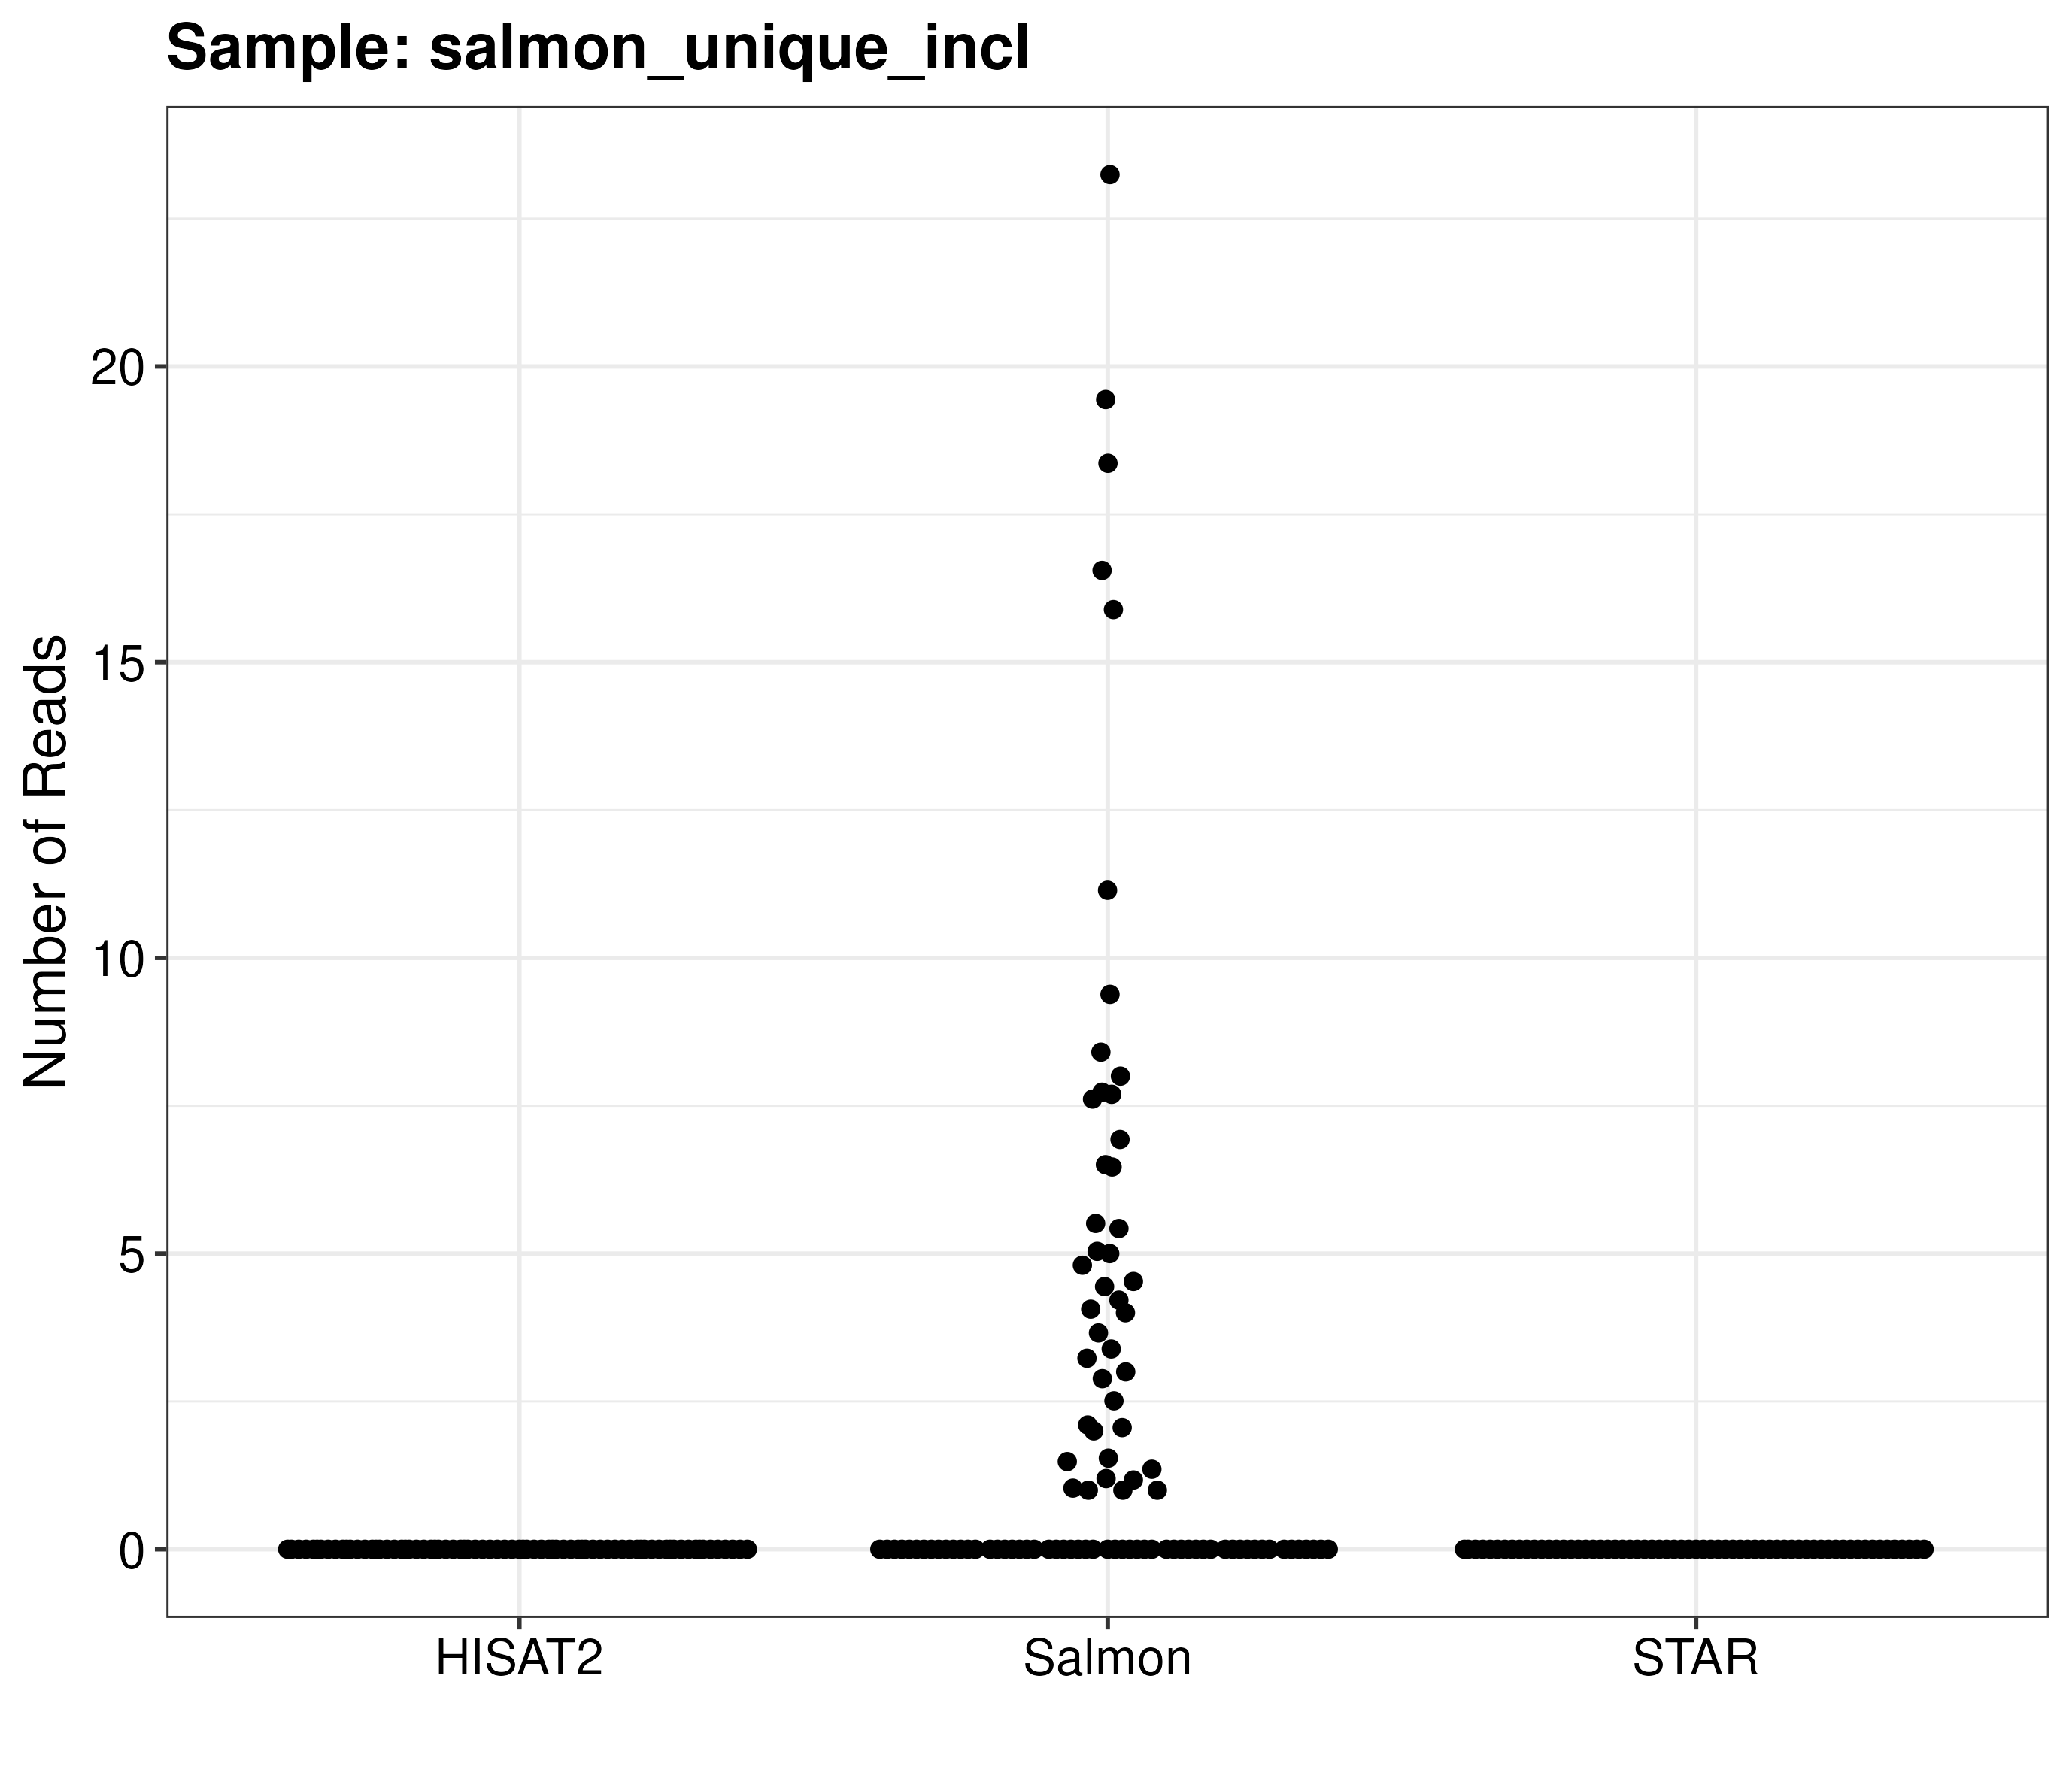 Sample: salmon_unique_incl
Number of Reads
20
15
10
5
0
HISAT2
Salmon
STAR